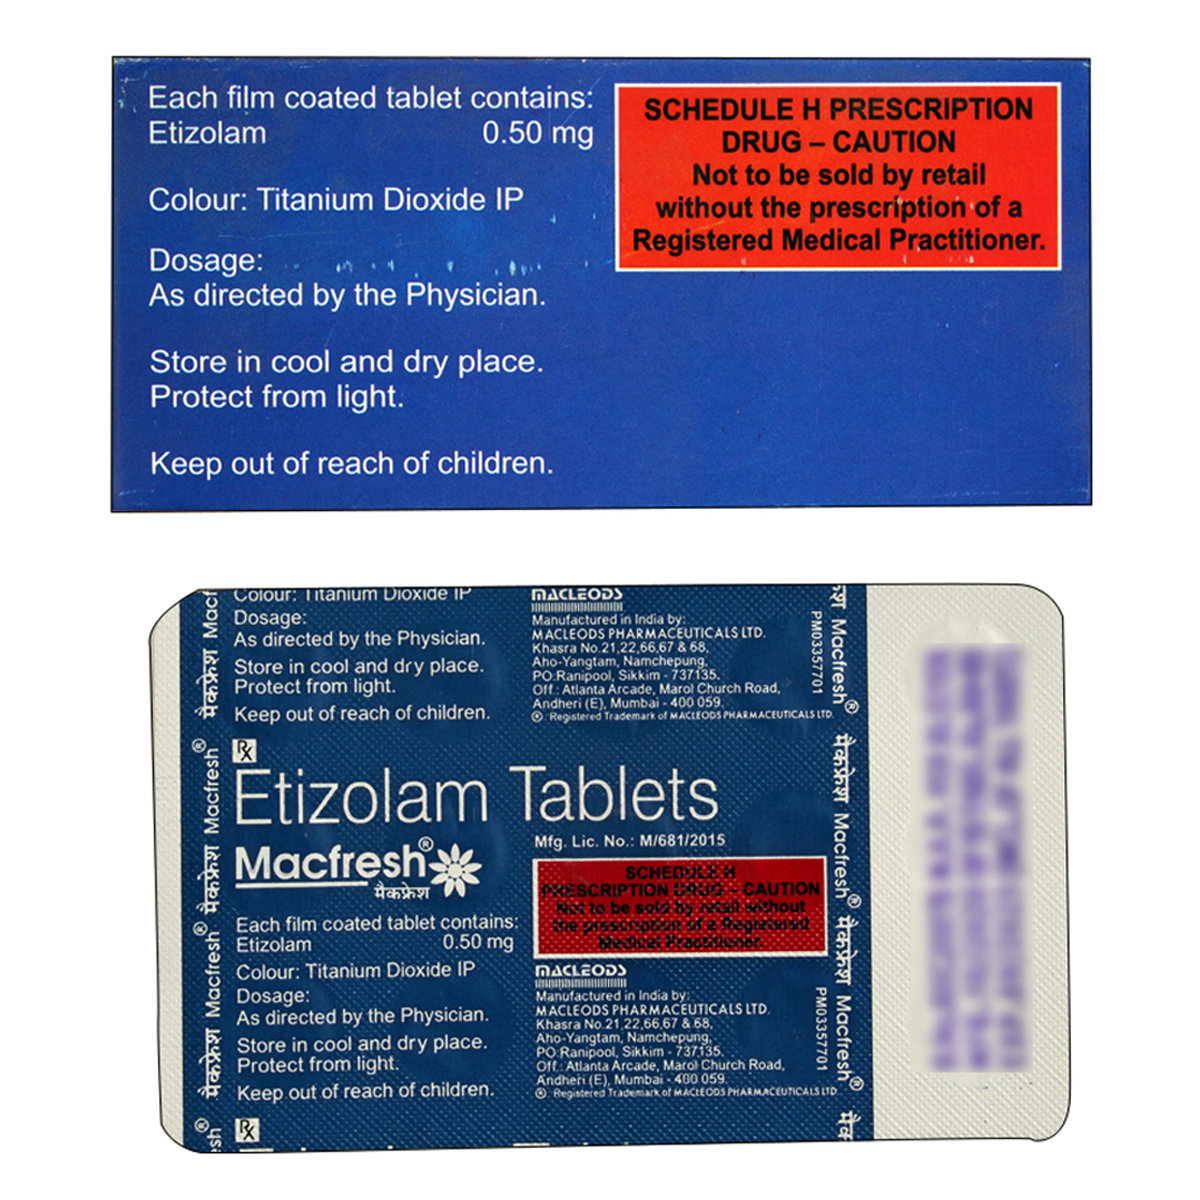 Each film coated tablet contains:
Etizolam 0.50 mg
Colour: Titanium Dioxide IP
Dosage:
As directed by the Physician.
Store in cool and dry place.
Protect from light.
Keep out of reach of children.
SCHEDULE H PRESCRIPTION
DRUG – CAUTION
Not to be sold by retail
without the prescription of a
Registered Medical Practitioner.
Colour: Titanium Dioxide IP
Dosage:
As directed by the Physician.
Store in cool and dry place.
Protect from light.
Keep out of reach of children.
MACLEODS
Manufactured in India by:
MACLEODS PHARMACEUTICALS LTD.
Khasra No.21,22,66,67 & 68,
Aho-Yangtam, Namchepung,
PO:Ranipool, Sikkim - 737135.
Off.: Atlanta Arcade, Marol Church Road,
Andheri (E), Mumbai - 400 059.
® : Registered Trademark of MACLEODS PHARMACEUTICALS LTD.
Rx
Etizolam Tablets
Macfresh®
मैकफ्रेश
Mfg. Lic. No.: M/681/2015
SCHEDULE H
PRESCRIPTION DRUG – CAUTION
Not to be sold by retail without
the prescription of a Registered
Medical Practitioner.
Each film coated tablet contains:
Etizolam 0.50 mg
Colour: Titanium Dioxide IP
Dosage:
As directed by the Physician.
Store in cool and dry place.
Protect from light.
Keep out of reach of children.
MACLEODS
Manufactured in India by:
MACLEODS PHARMACEUTICALS LTD.
Khasra No.21,22,66,67 & 68,
Aho-Yangtam, Namchepung,
PO:Ranipool, Sikkim - 737135.
Off.: Atlanta Arcade, Marol Church Road,
Andheri (E), Mumbai - 400 059.
® : Registered Trademark of MACLEODS PHARMACEUTICALS LTD.
Rx
मैकफ्रेश Macfresh® मैकफ्रेश Macfresh® मैकफ्रेश Macf
Macfresh® मैकफ्रेश Macfresh® मैकफ्रेश Macfresh®
PM03357701
PM03357701